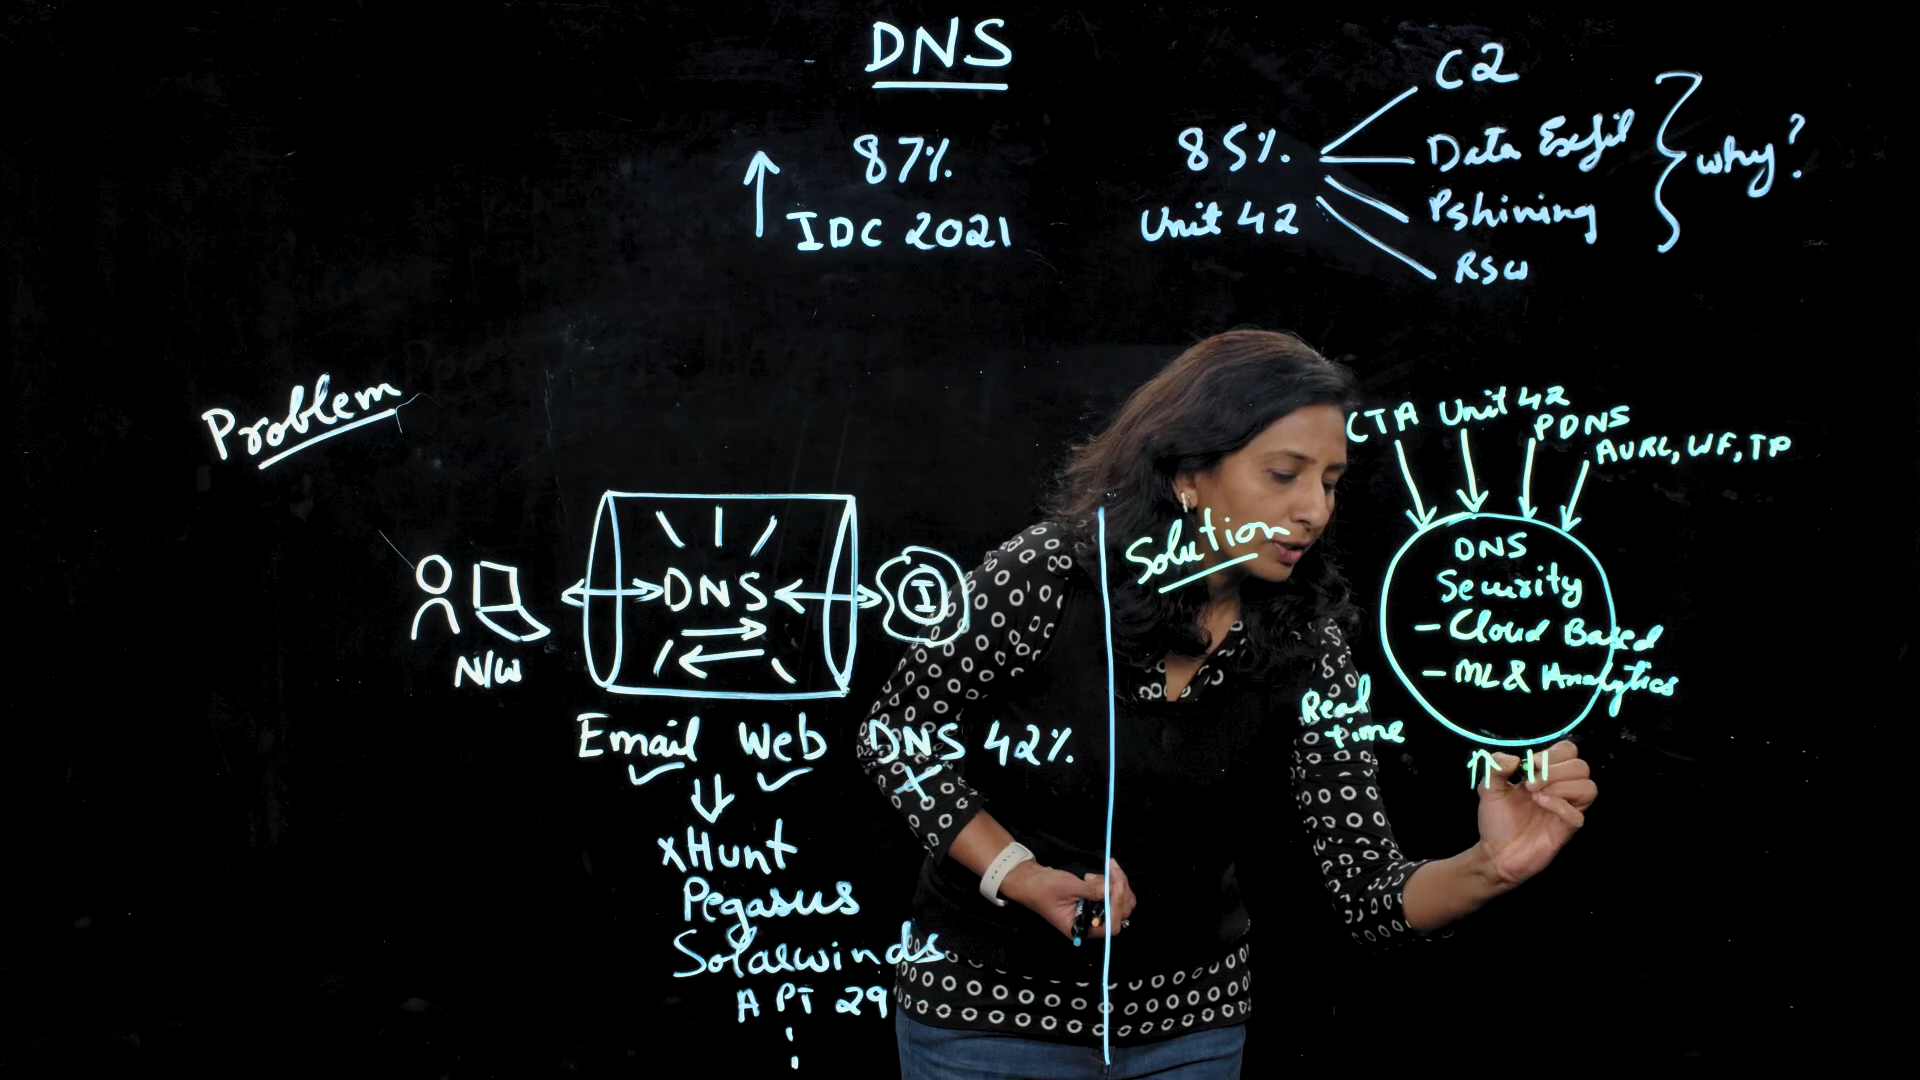 DNS
87%
IDC 2021
85%
Unit 42
C2
Data Exfil
Pshining
RSW
why?
Problem
N/W
DNS
I
Email Web DNS 42%
xHunt
Pegasus
Solarwinds
APT 29
Solution
CTA Unit 42
PDNS
AURL, WF, TP
DNS
Security
- Cloud Based
- ML & Analytics
Real
time